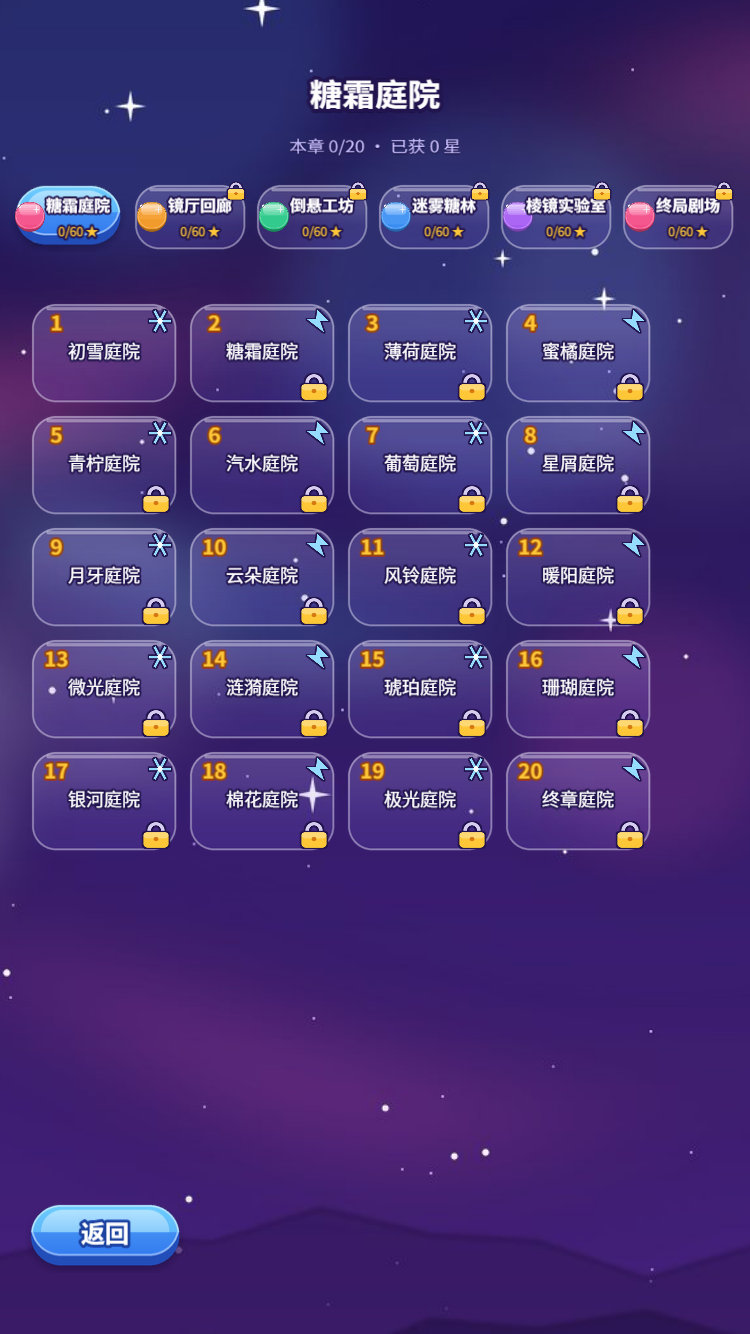 糖霜庭院
本章 0/20 · 已获 0 星
糖霜庭院 镜厅回廊 倒悬工坊 迷雾糖林 棱镜实验室 终局剧场
0/60 0/60 0/60 0/60 0/60 0/60
1 2 3 4
初雪庭院 糖霜庭院 薄荷庭院 蜜橘庭院
5 6 7 8
青柠庭院 汽水庭院 葡萄庭院 星屑庭院
9 10 11 12
月牙庭院 云朵庭院 风铃庭院 暖阳庭院
13 14 15 16
微光庭院 涟漪庭院 琥珀庭院 珊瑚庭院
17 18 19 20
银河庭院 棉花庭院 极光庭院 终章庭院
返回